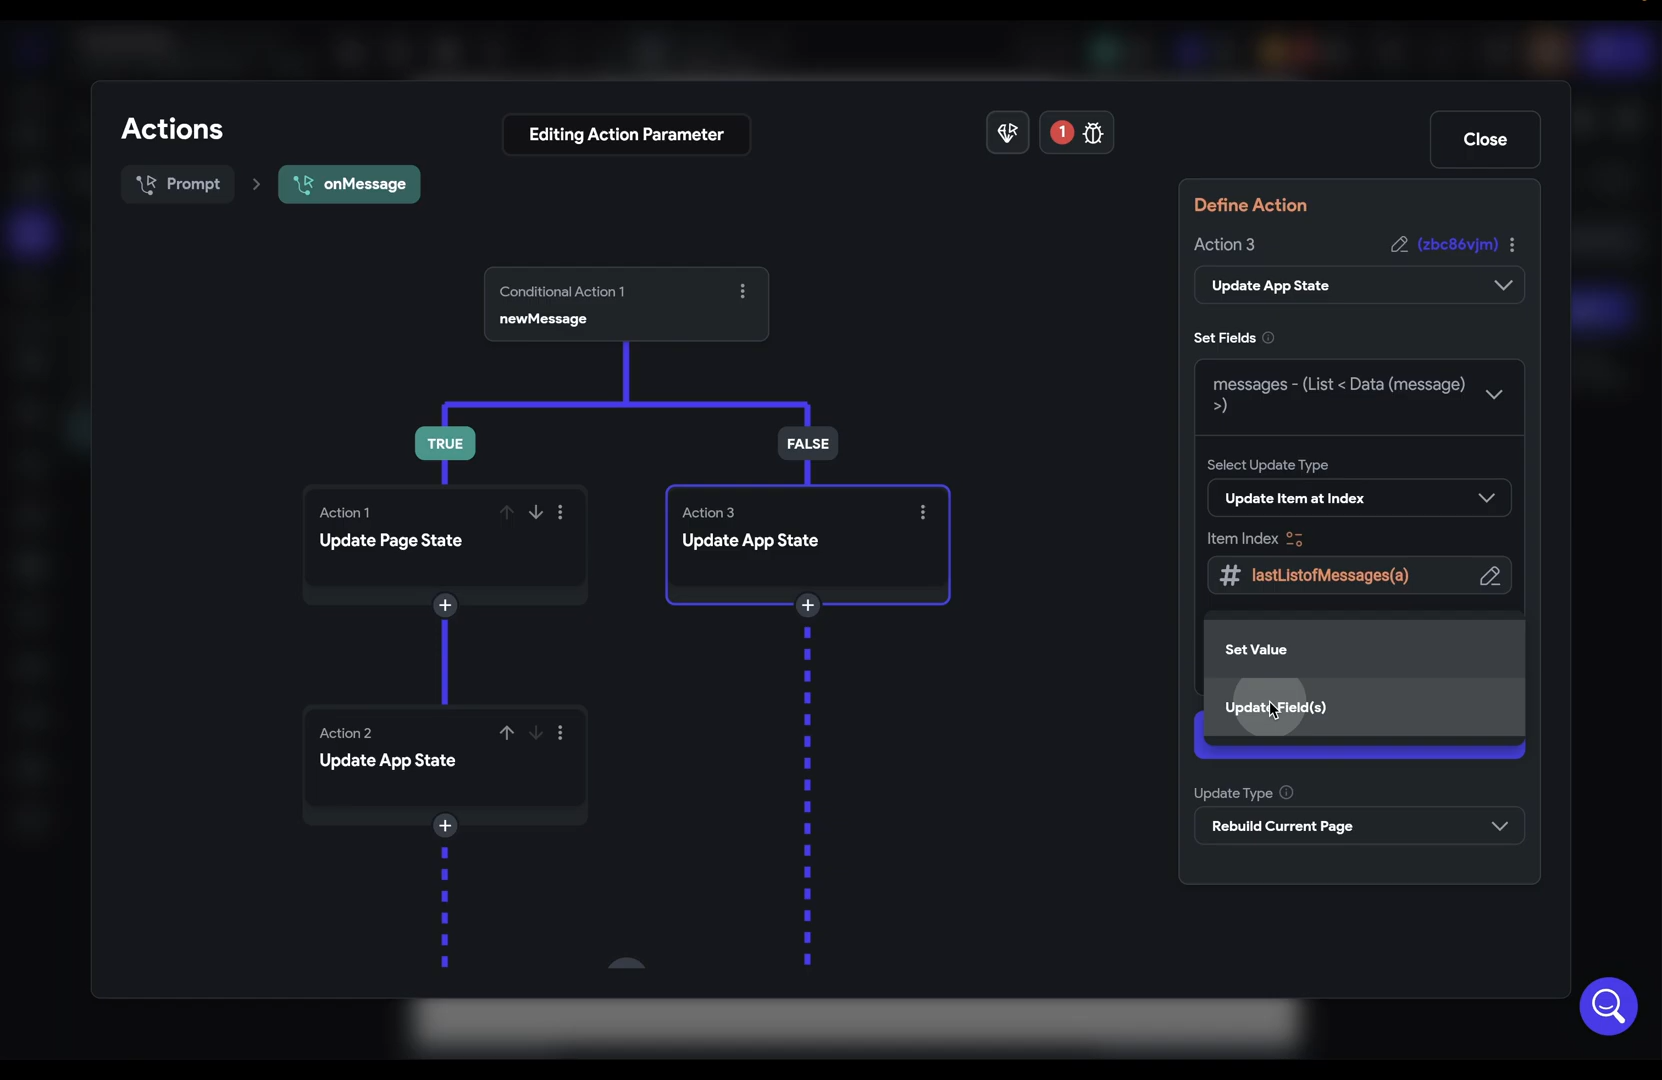 Actions
Editing Action Parameter
1
Close
Prompt
onMessage
Define Action
Action 3
(zbc86vjm)
Update App State
Set Fields
messages - (List < Data (message)
>)
Select Update Type
Update Item at Index
Item Index
lastListofMessages(a)
Set Value
Update Field(s)
Update Type
Rebuild Current Page
Conditional Action 1
newMessage
TRUE
FALSE
Action 1
Update Page State
Action 3
Update App State
Action 2
Update App State